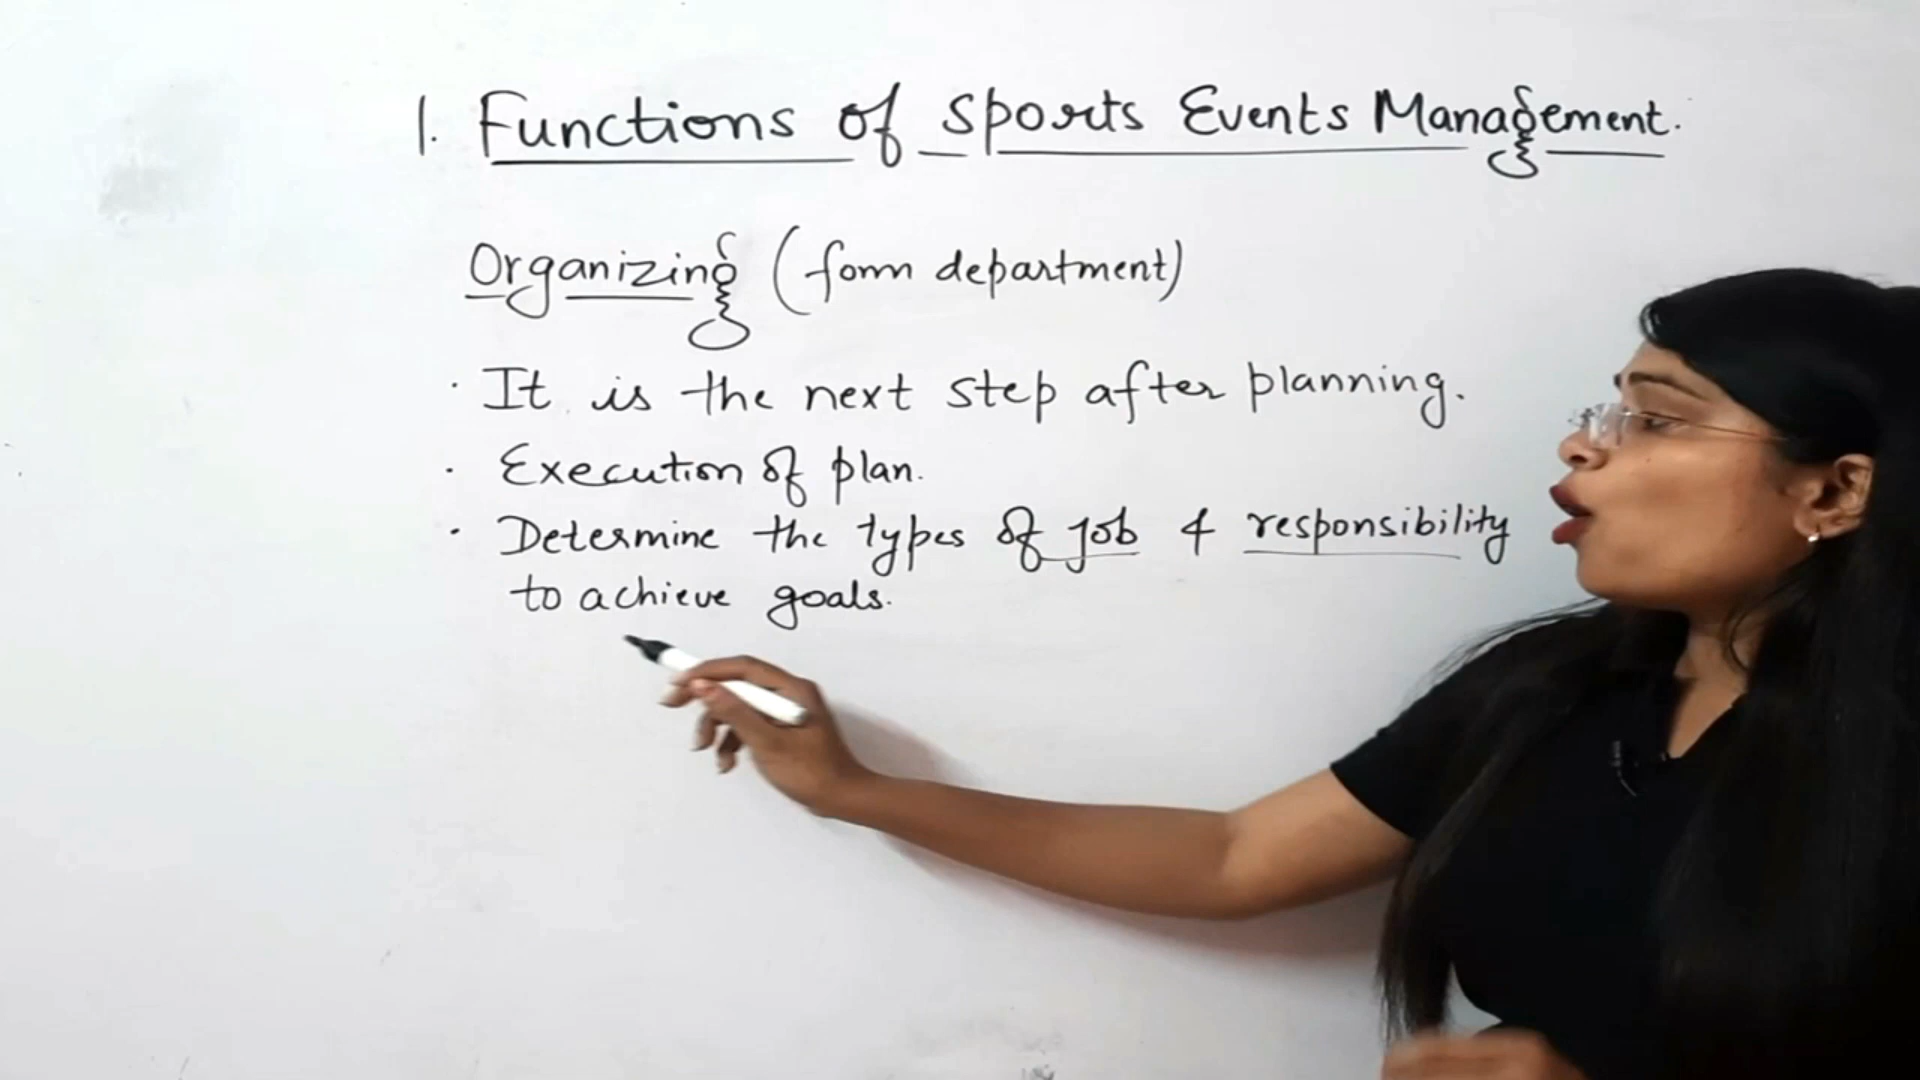 1. Functions of Sports Events Management.
Organizing (form department)
· It is the next step after planning.
· Execution of plan.
· Determine the types of job & responsibility
to achieve goals.